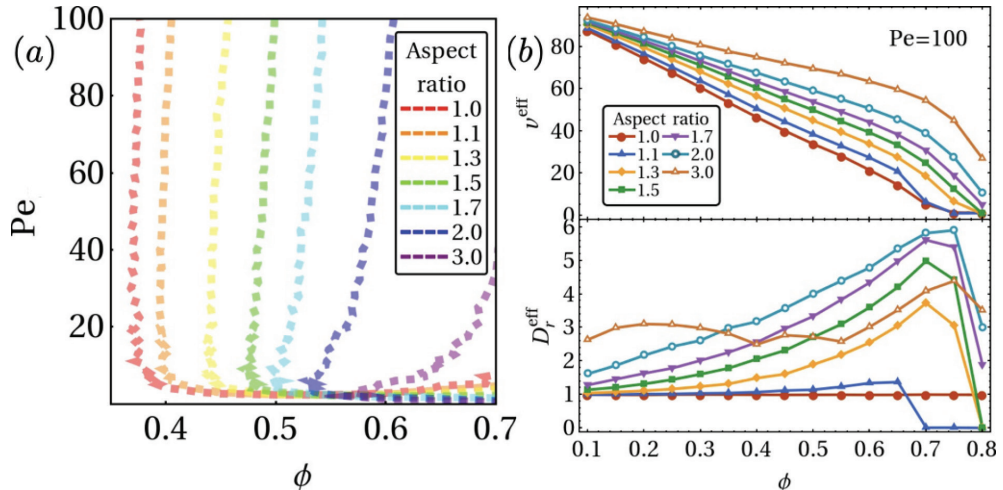 (a)
100
80
60
40
20
Pe
0.4
0.5
0.6
0.7
ϕ
Aspect
ratio
1.0
1.1
1.3
1.5
1.7
2.0
3.0
(b)
Pe=100
80
60
40
20
0
v^eff
Aspect ratio
1.0 1.7
1.1 2.0
1.3 3.0
1.5
6
5
4
3
2
1
0
D_r^eff
0.1 0.2 0.3 0.4 0.5 0.6 0.7 0.8
ϕ